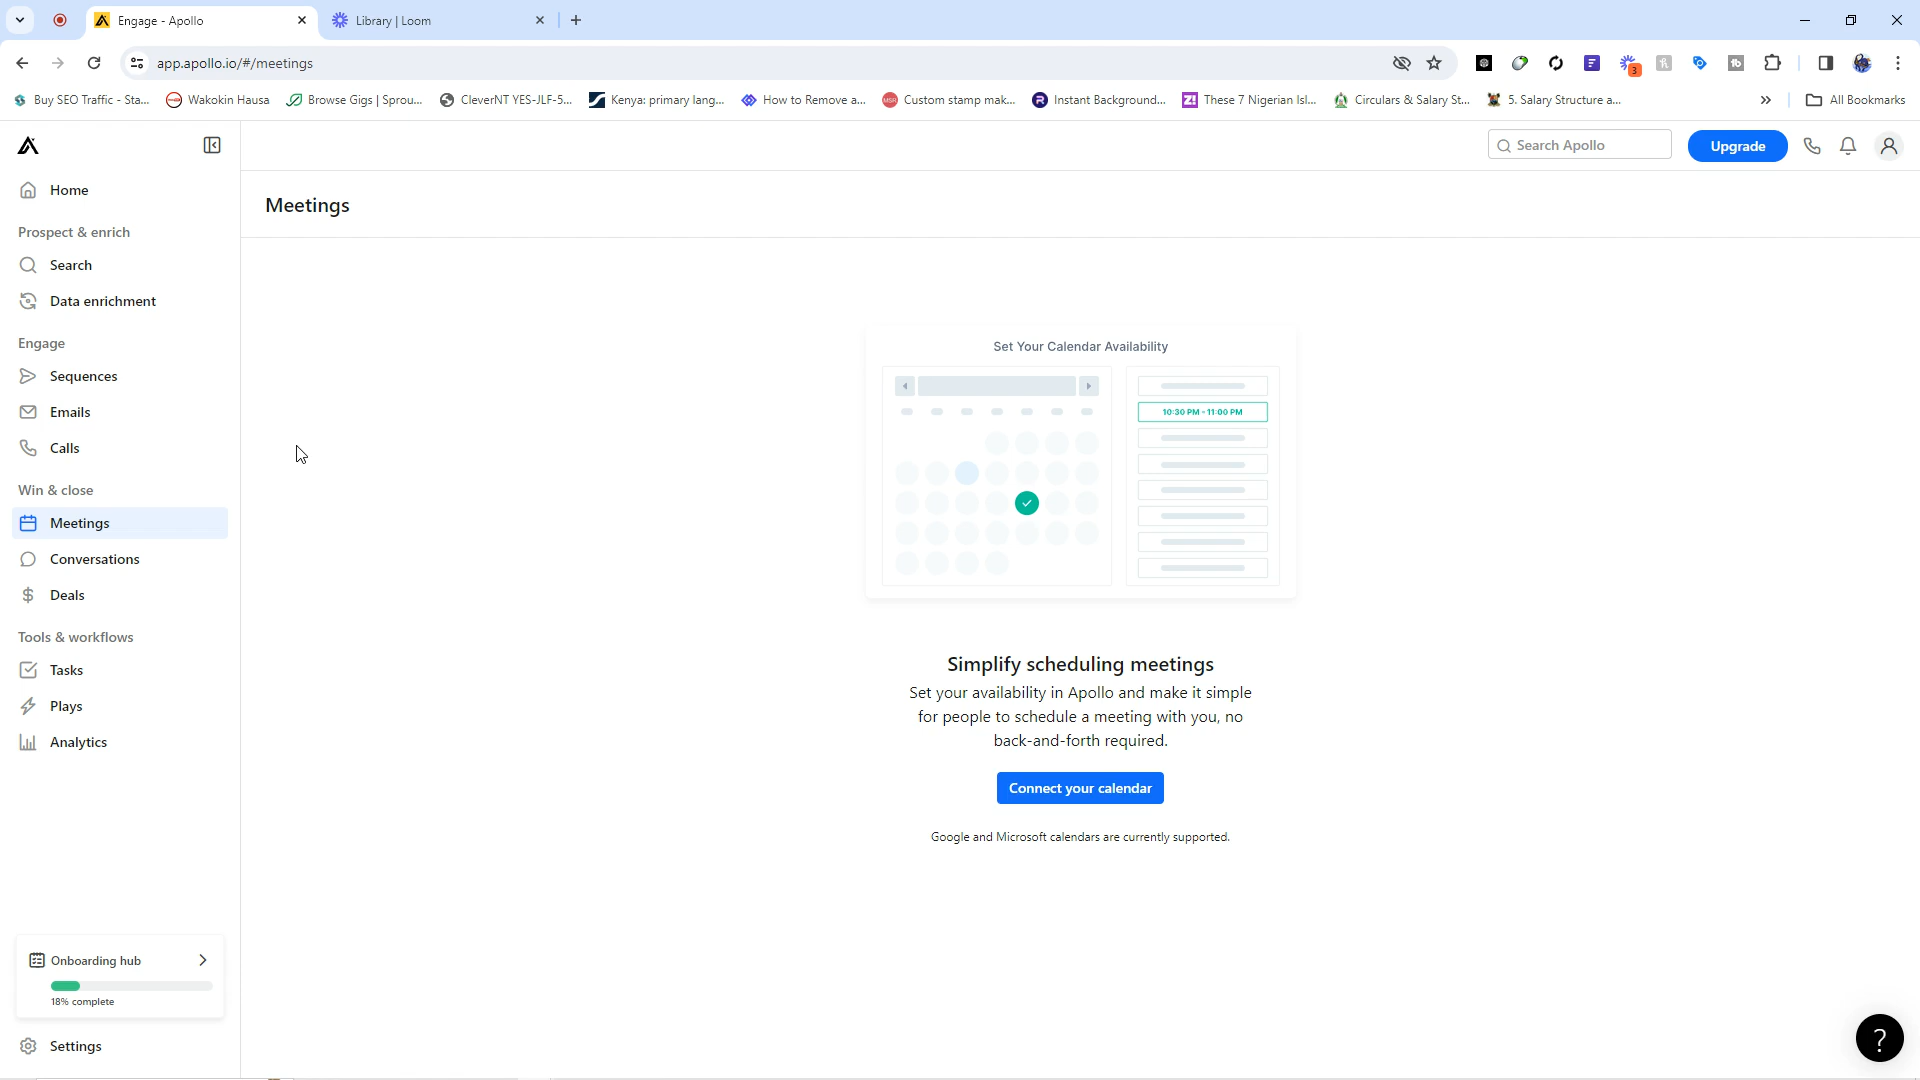 Engage - Apollo
Library | Loom
app.apollo.io/#/meetings
3
Buy SEO Traffic - Sta...
Wakokin Hausa
Browse Gigs | Sprou...
CleverNT YES-JLF-5...
Kenya: primary lang...
How to Remove a...
Custom stamp mak...
Instant Background...
These 7 Nigerian Isl...
Circulars & Salary St...
5. Salary Structure a...
All Bookmarks
Search Apollo
Upgrade
Home
Meetings
Prospect & enrich
Search
Data enrichment
Engage
Sequences
Emails
Calls
Win & close
Meetings
Conversations
Deals
Tools & workflows
Tasks
Plays
Analytics
Set Your Calendar Availability
10:30 PM - 11:00 PM
Simplify scheduling meetings
Set your availability in Apollo and make it simple
for people to schedule a meeting with you, no
back-and-forth required.
Connect your calendar
Google and Microsoft calendars are currently supported.
Onboarding hub
18% complete
Settings
?